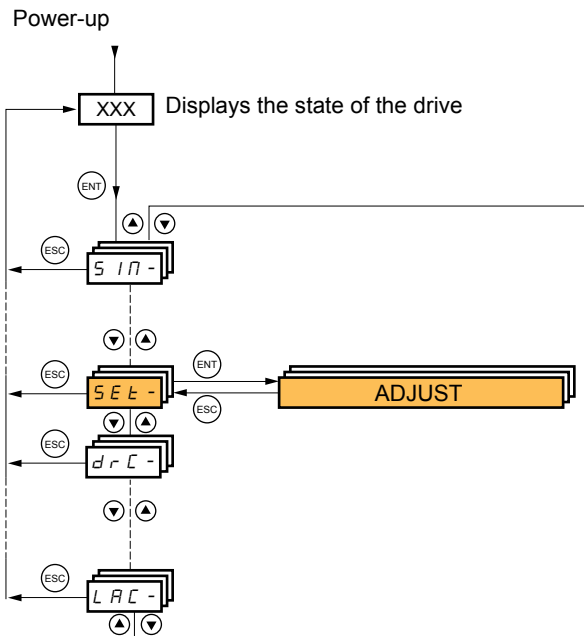 Power-up
XXX Displays the state of the drive
ENT
ESC
SIM-
ENT
ESC
SEt-
ADJUST
ESC
ESC
drC-
ESC
LAC-